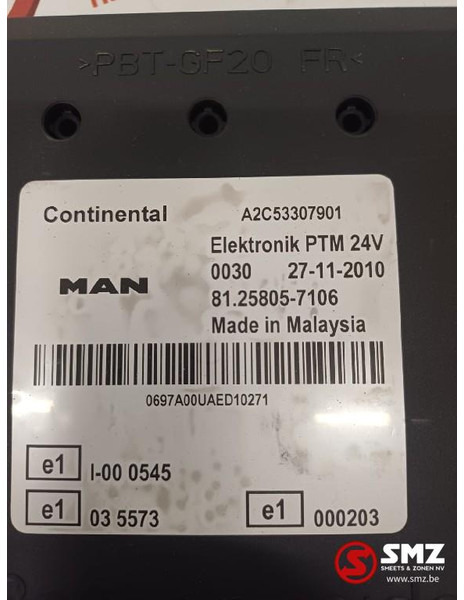 >PBT-GF20 FR<
Continental A2C53307901
Elektronik PTM 24V
0030 27-11-2010
MAN 81.25805-7106
Made in Malaysia
0697A00UAED10271
e1 I-00 0545
e1 03 5573 e1 000203
SMZ
SMEETS & ZONEN NV
www.SMZ.be